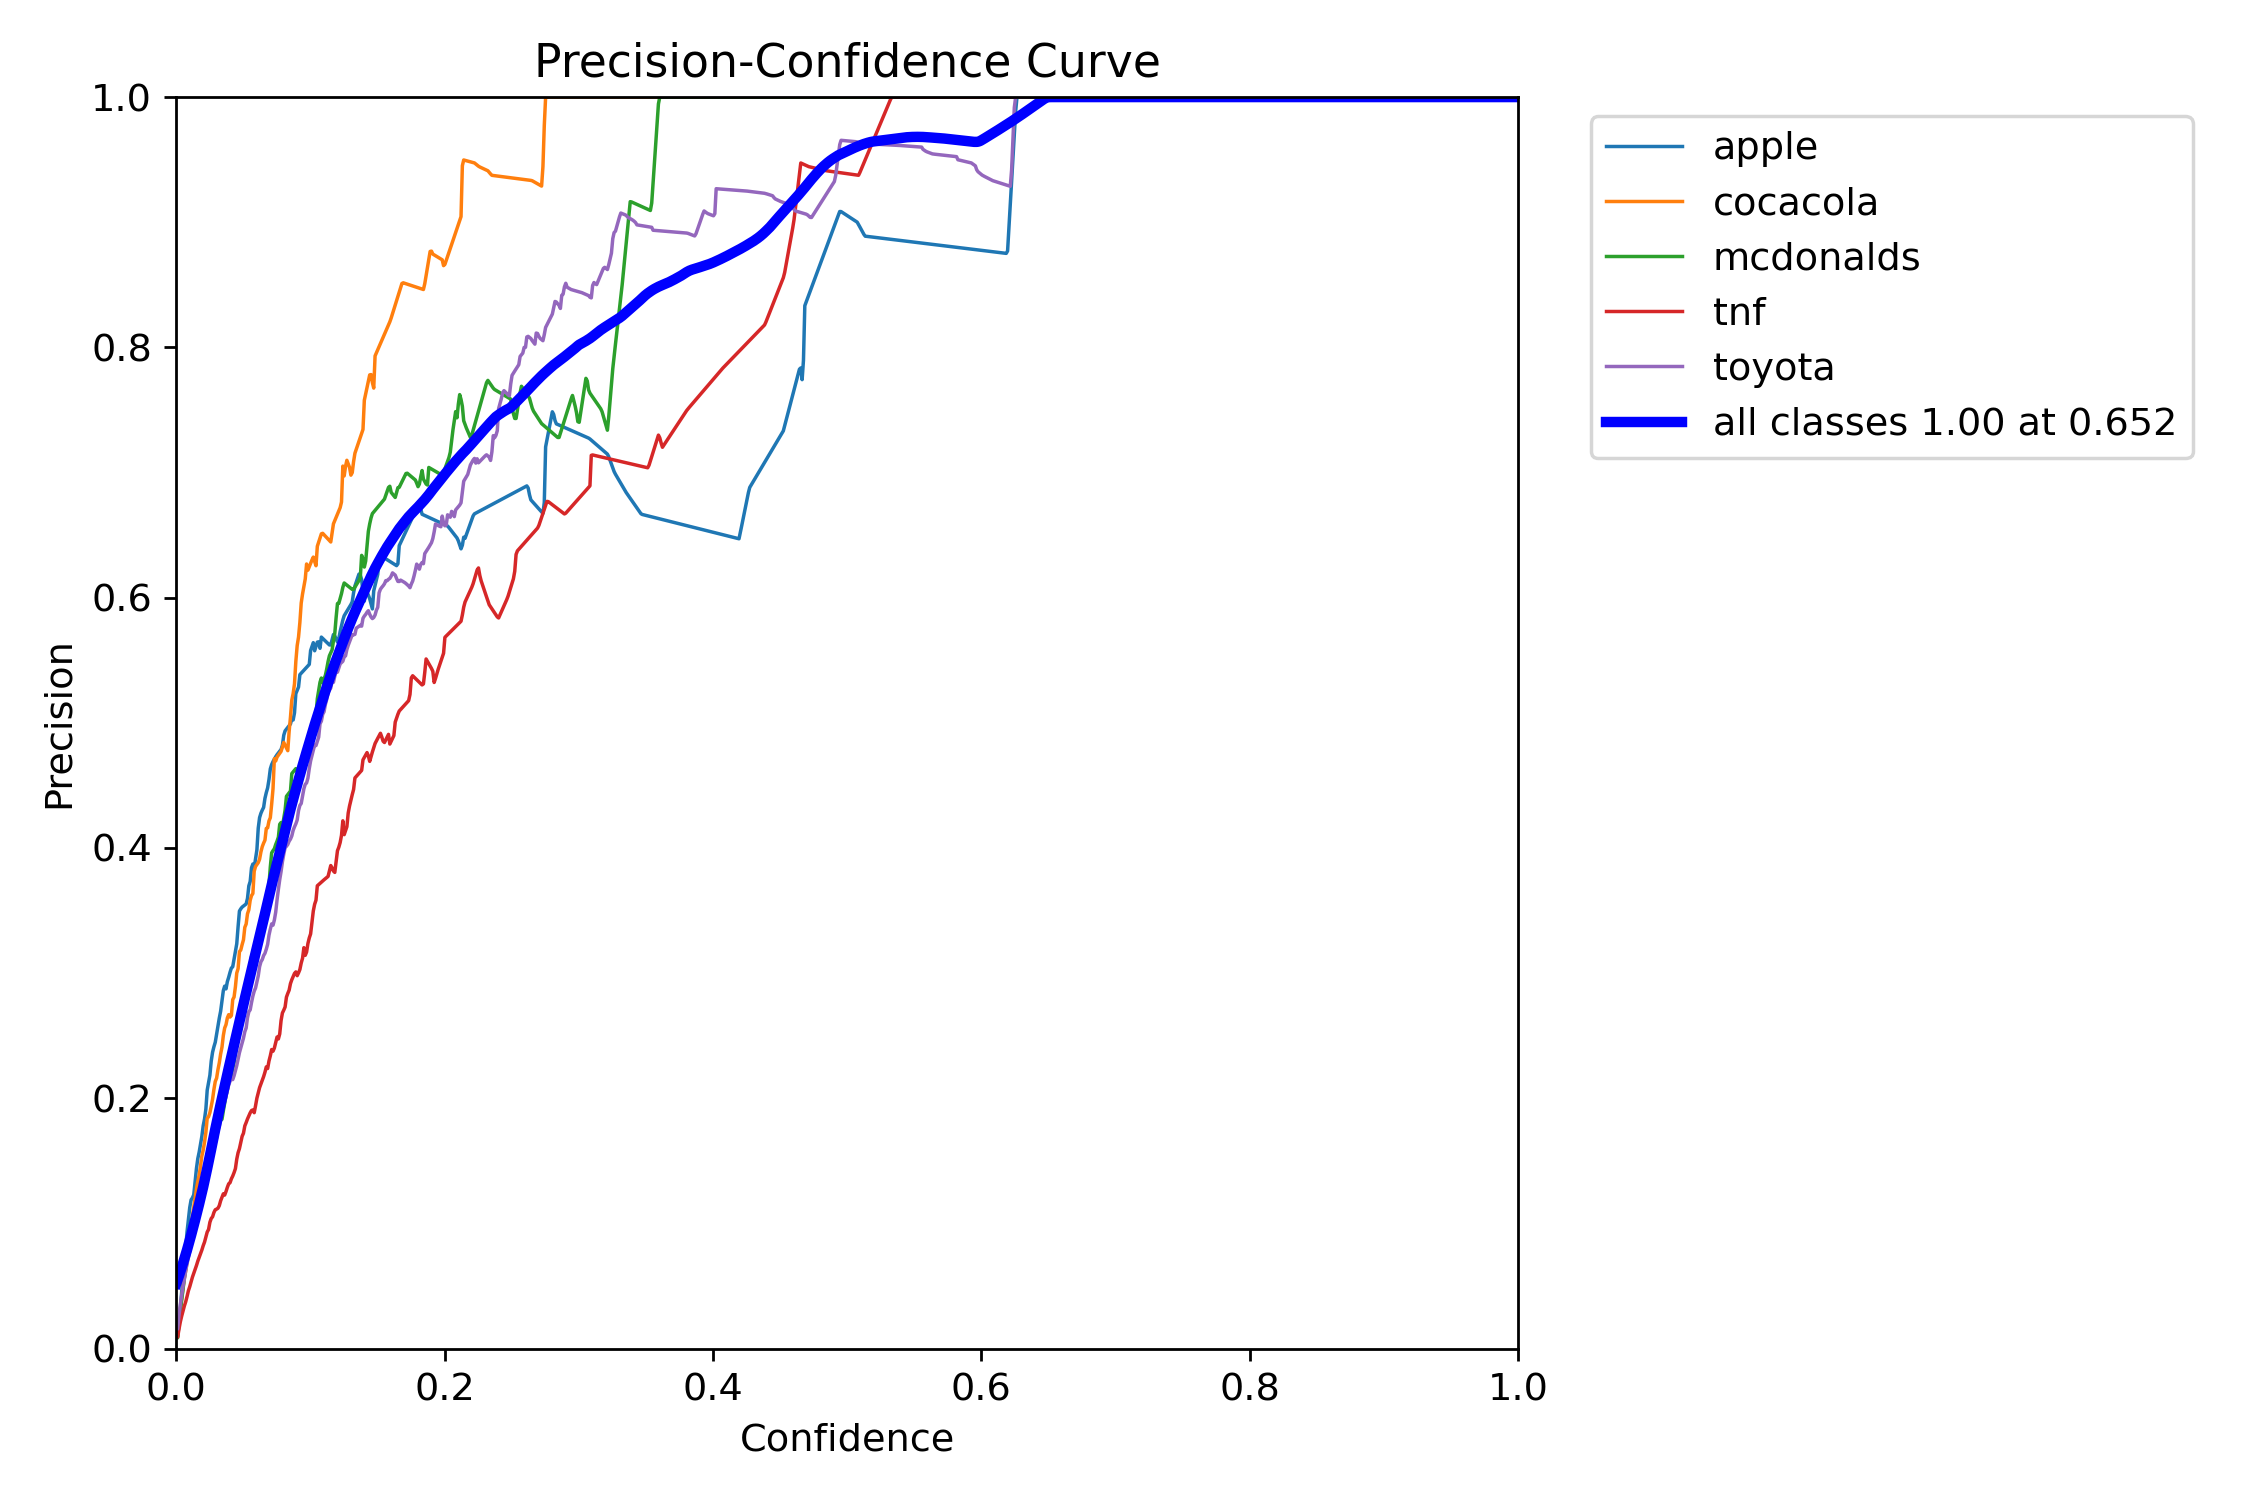 Precision-Confidence Curve
1.0
0.8
0.6
0.4
0.2
0.0
Precision
0.0 0.2 0.4 0.6 0.8 1.0
Confidence
apple
cocacola
mcdonalds
tnf
toyota
all classes 1.00 at 0.652